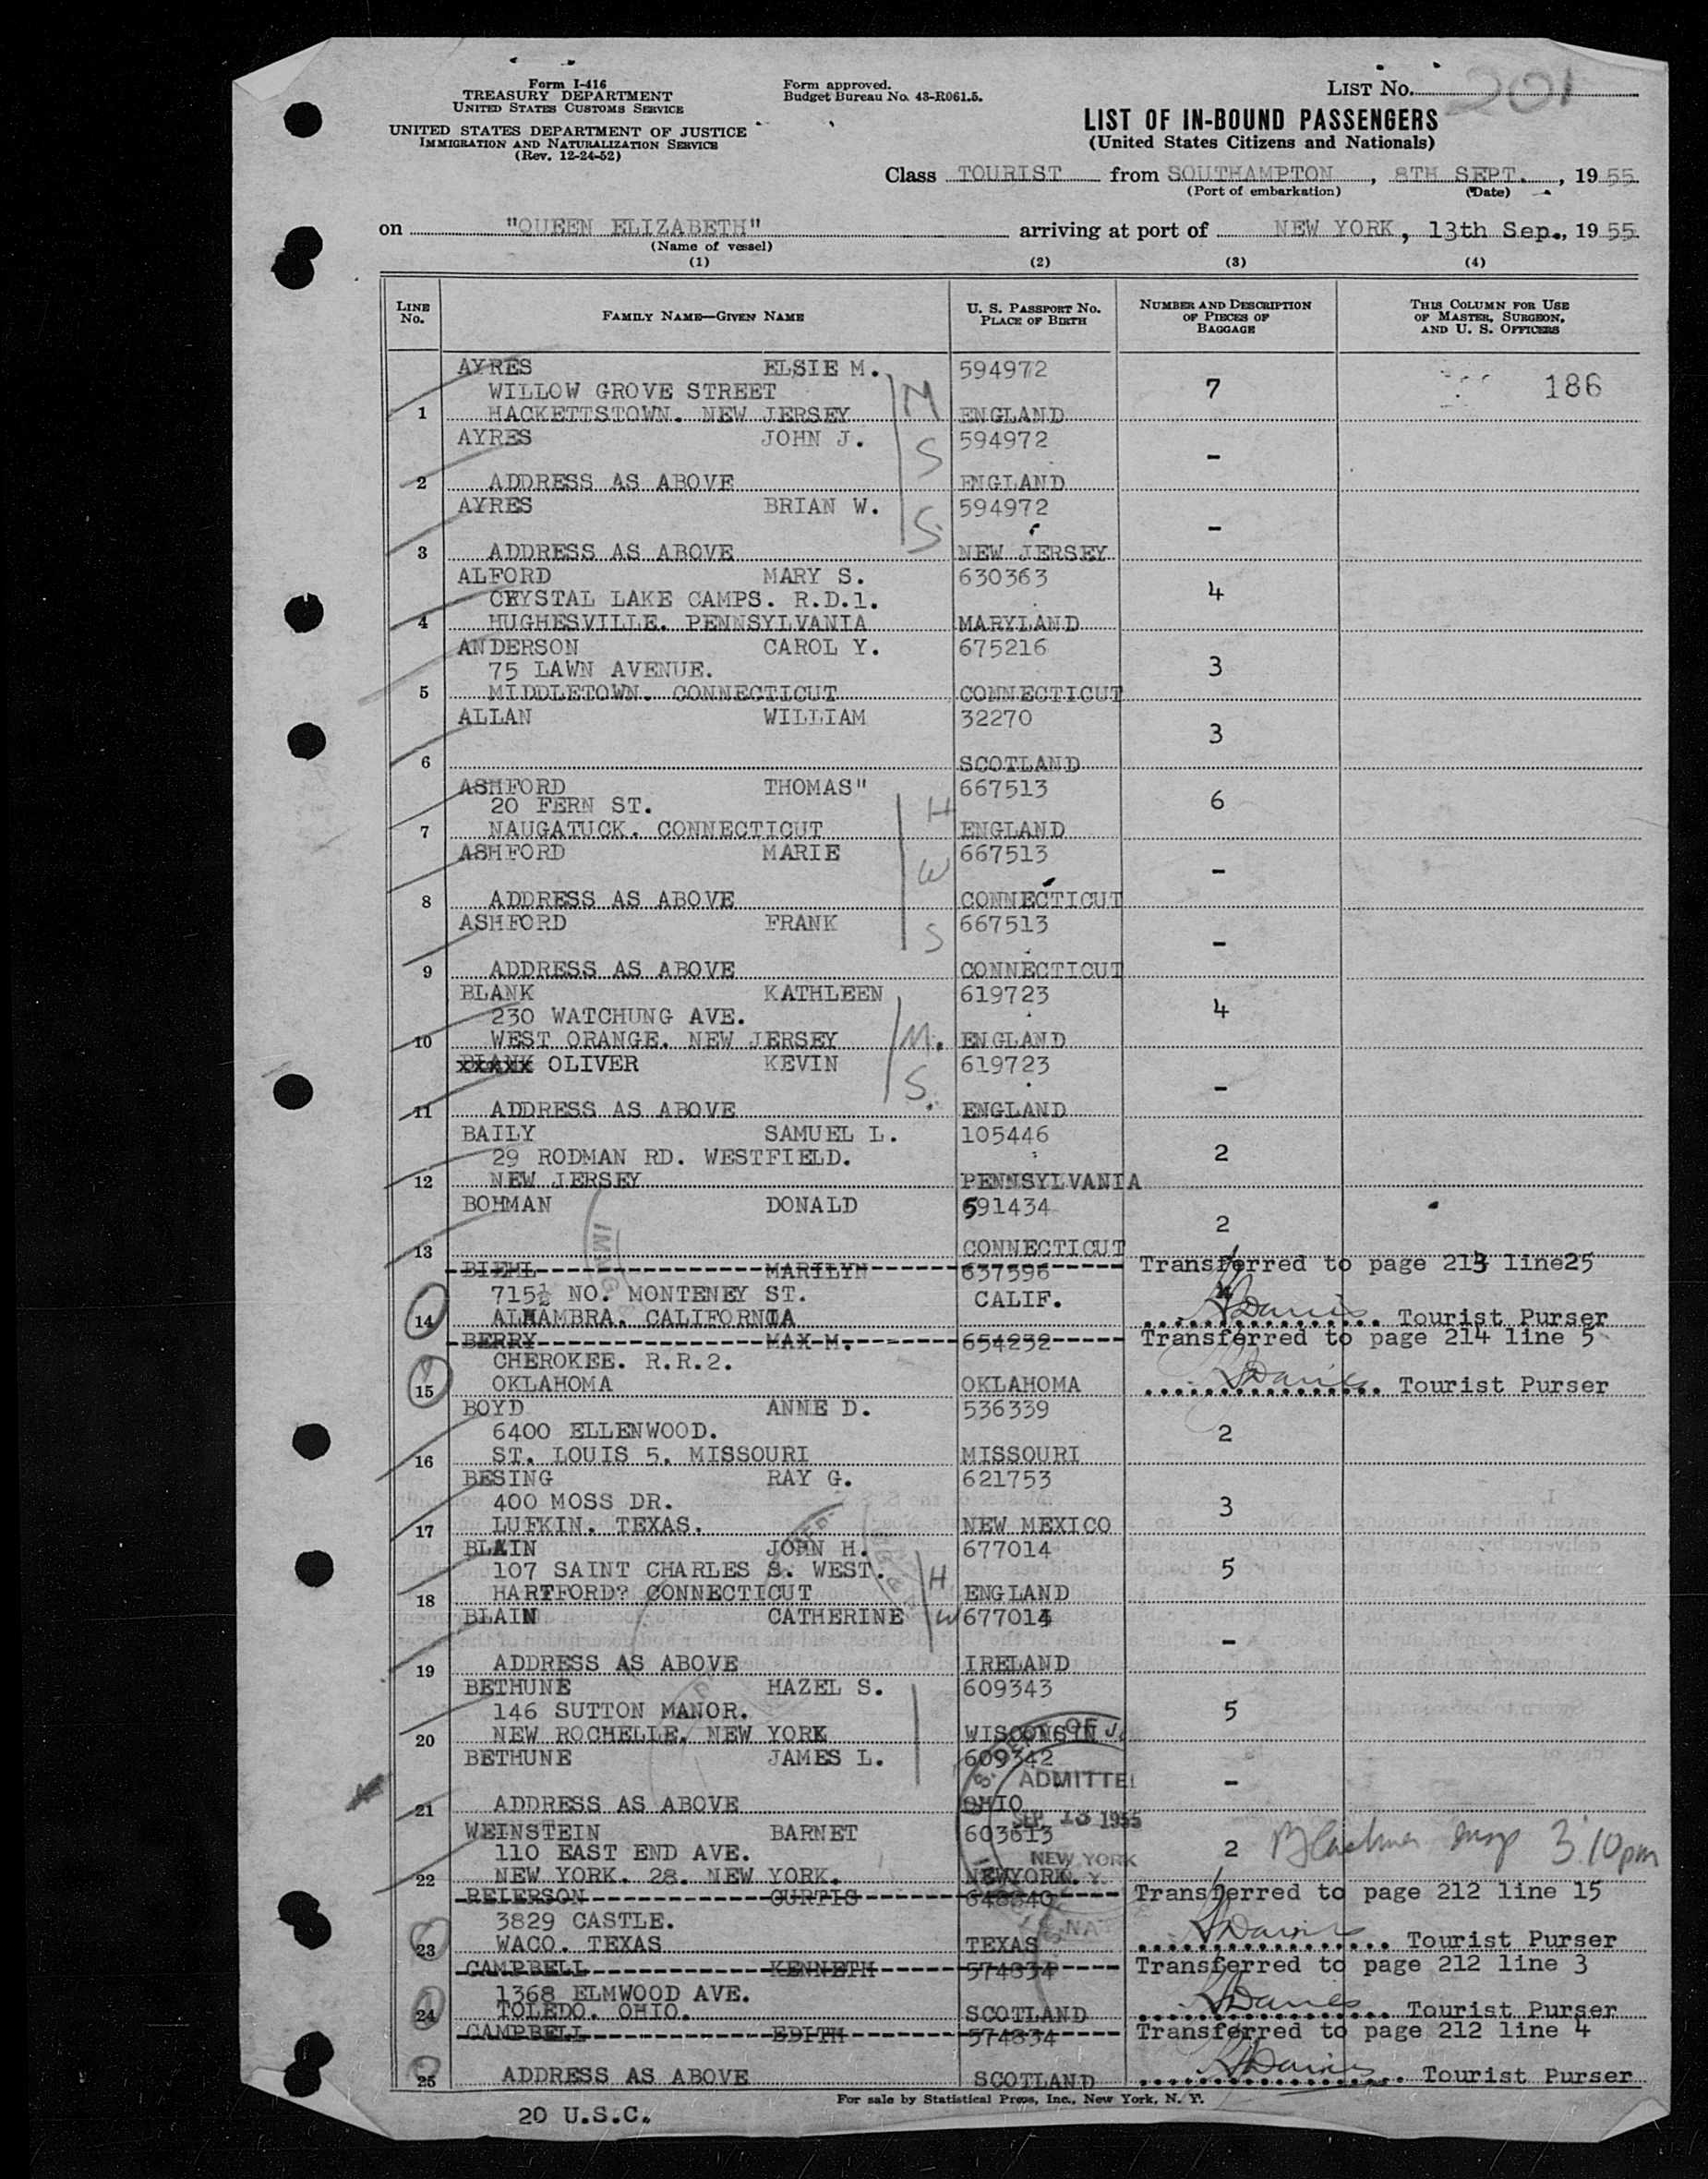 Form I-416
TREASURY DEPARTMENT
UNITED STATES CUSTOMS SERVICE
UNITED STATES DEPARTMENT OF JUSTICE
IMMIGRATION AND NATURALIZATION SERVICE
(Rev. 12-24-52)
Form approved.
Budget Bureau No. 43-R061.5.
LIST NO. 201
LIST OF IN-BOUND PASSENGERS
(United States Citizens and Nationals)
Class TOURIST from SOUTHAMPTON, 8TH SEPT., 1955
(Port of embarkation) (Date)
on "QUEEN ELIZABETH" arriving at port of NEW YORK, 13th Sep., 1955
(Name of vessel)
(1) (2) (3) (4)
LINE NO. FAMILY NAME—GIVEN NAME U. S. PASSPORT NO. PLACE OF BIRTH NUMBER AND DESCRIPTION OF PIECES OF BAGGAGE THIS COLUMN FOR USE OF MASTER, SURGEON, AND U. S. OFFICERS
AYRES ELSIE M. 594972
WILLOW GROVE STREET M 7 186
1 HACKETTSTOWN. NEW JERSEY ENGLAND
AYRES JOHN J. 594972
S -
2 ADDRESS AS ABOVE ENGLAND
AYRES BRIAN W. 594972
S -
3 ADDRESS AS ABOVE NEW JERSEY
ALFORD MARY S. 630363
CRYSTAL LAKE CAMPS. R.D.1. 4
4 HUGHESVILLE. PENNSYLVANIA MARYLAND
ANDERSON CAROL Y. 675216
75 LAWN AVENUE. 3
5 MIDDLETOWN. CONNECTICUT CONNECTICUT
ALLAN WILLIAM 32270
3
6 SCOTLAND
ASHFORD THOMAS" 667513
20 FERN ST. H 6
7 NAUGATUCK. CONNECTICUT ENGLAND
ASHFORD MARIE 667513
W -
8 ADDRESS AS ABOVE CONNECTICUT
ASHFORD FRANK 667513
S -
9 ADDRESS AS ABOVE CONNECTICUT
BLANK KATHLEEN 619723
230 WATCHUNG AVE. 4
10 WEST ORANGE. NEW JERSEY M. ENGLAND
BLANK OLIVER KEVIN 619723
S. -
11 ADDRESS AS ABOVE ENGLAND
BAILY SAMUEL L. 105446
29 RODMAN RD. WESTFIELD. 2
12 NEW JERSEY PENNSYLVANIA
BOHMAN DONALD 591434
2
13 CONNECTICUT
BIEHL MARILYN 637596 Transferred to page 213 line25
715½ NO. MONTENEY ST. CALIF.
14 ALHAMBRA. CALIFORNIA Davies Tourist Purser
BERRY MAX M. 654232 Transferred to page 214 line 5
CHEROKEE. R.R.2.
15 OKLAHOMA OKLAHOMA Davies Tourist Purser
BOYD ANNE D. 536339
6400 ELLENWOOD. 2
16 ST. LOUIS 5. MISSOURI MISSOURI
BESING RAY G. 621753
400 MOSS DR. 3
17 LUFKIN. TEXAS. NEW MEXICO
BLAIN JOHN H. 677014
107 SAINT CHARLES S. WEST. H 5
18 HARTFORD? CONNECTICUT ENGLAND
BLAIN CATHERINE W 677014
-
19 ADDRESS AS ABOVE IRELAND
BETHUNE HAZEL S. 609343
146 SUTTON MANOR. 5
20 NEW ROCHELLE. NEW YORK WISCONSIN
BETHUNE JAMES L. 609342
ADMITTED -
21 ADDRESS AS ABOVE OHIO
SEP 13 1955
WEINSTEIN BARNET 603613
110 EAST END AVE. NEW YORK 2 Insp 3:10pm
22 NEW YORK. 28. NEW YORK. NEWYORK. N.Y.
REIERSON CURTIS 648840 Transferred to page 212 line 15
3829 CASTLE.
23 WACO. TEXAS TEXAS Davies Tourist Purser
CAMPBELL KENNETH 574834 Transferred to page 212 line 3
1368 ELMWOOD AVE.
24 TOLEDO. OHIO. SCOTLAND Davies Tourist Purser
CAMPBELL EDITH 574834 Transferred to page 212 line 4
25 ADDRESS AS ABOVE SCOTLAND Davies Tourist Purser
For sale by Statistical Press, Inc., New York, N. Y.
20 U.S.C.